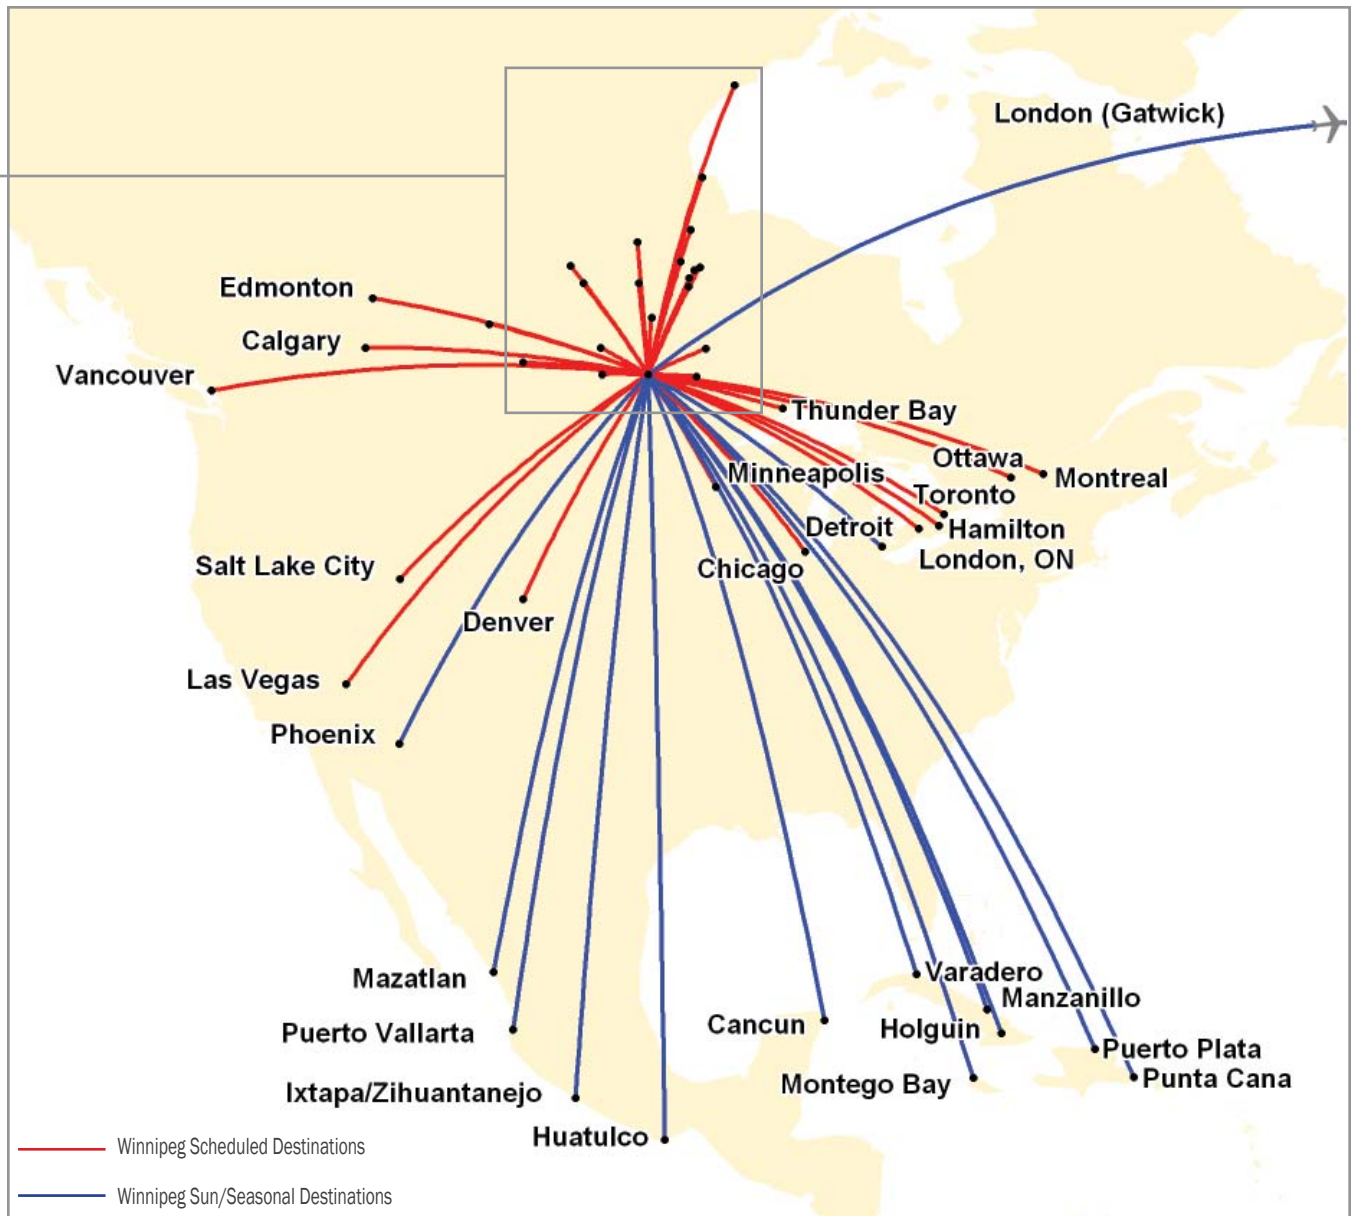 London (Gatwick)
Edmonton
Calgary
Vancouver
Thunder Bay
Ottawa
Minneapolis
Montreal
Toronto
Detroit
Hamilton
London, ON
Salt Lake City
Chicago
Denver
Las Vegas
Phoenix
Varadero
Mazatlan
Manzanillo
Cancun
Holguin
Puerto Vallarta
Puerto Plata
Punta Cana
Montego Bay
Ixtapa/Zihuantanejo
Huatulco
Winnipeg Scheduled Destinations
Winnipeg Sun/Seasonal Destinations